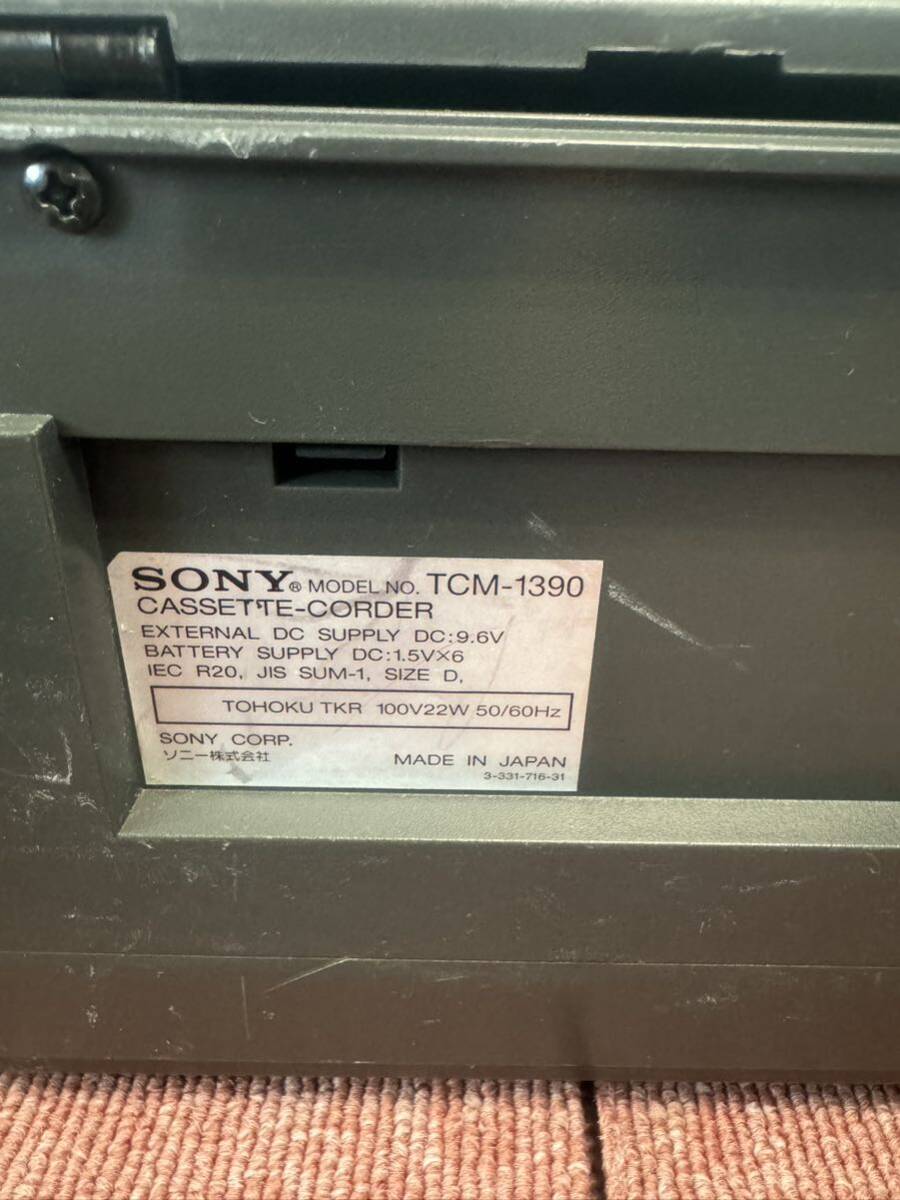 SONY® MODEL NO. TCM-1390
CASSETTE-CORDER
EXTERNAL DC SUPPLY DC:9.6V
BATTERY SUPPLY DC:1.5V×6
IEC R20, JIS SUM-1, SIZE D,
TOHOKU TKR 100V22W 50/60Hz
SONY CORP.
ソニー株式会社 MADE IN JAPAN
3-331-716-31